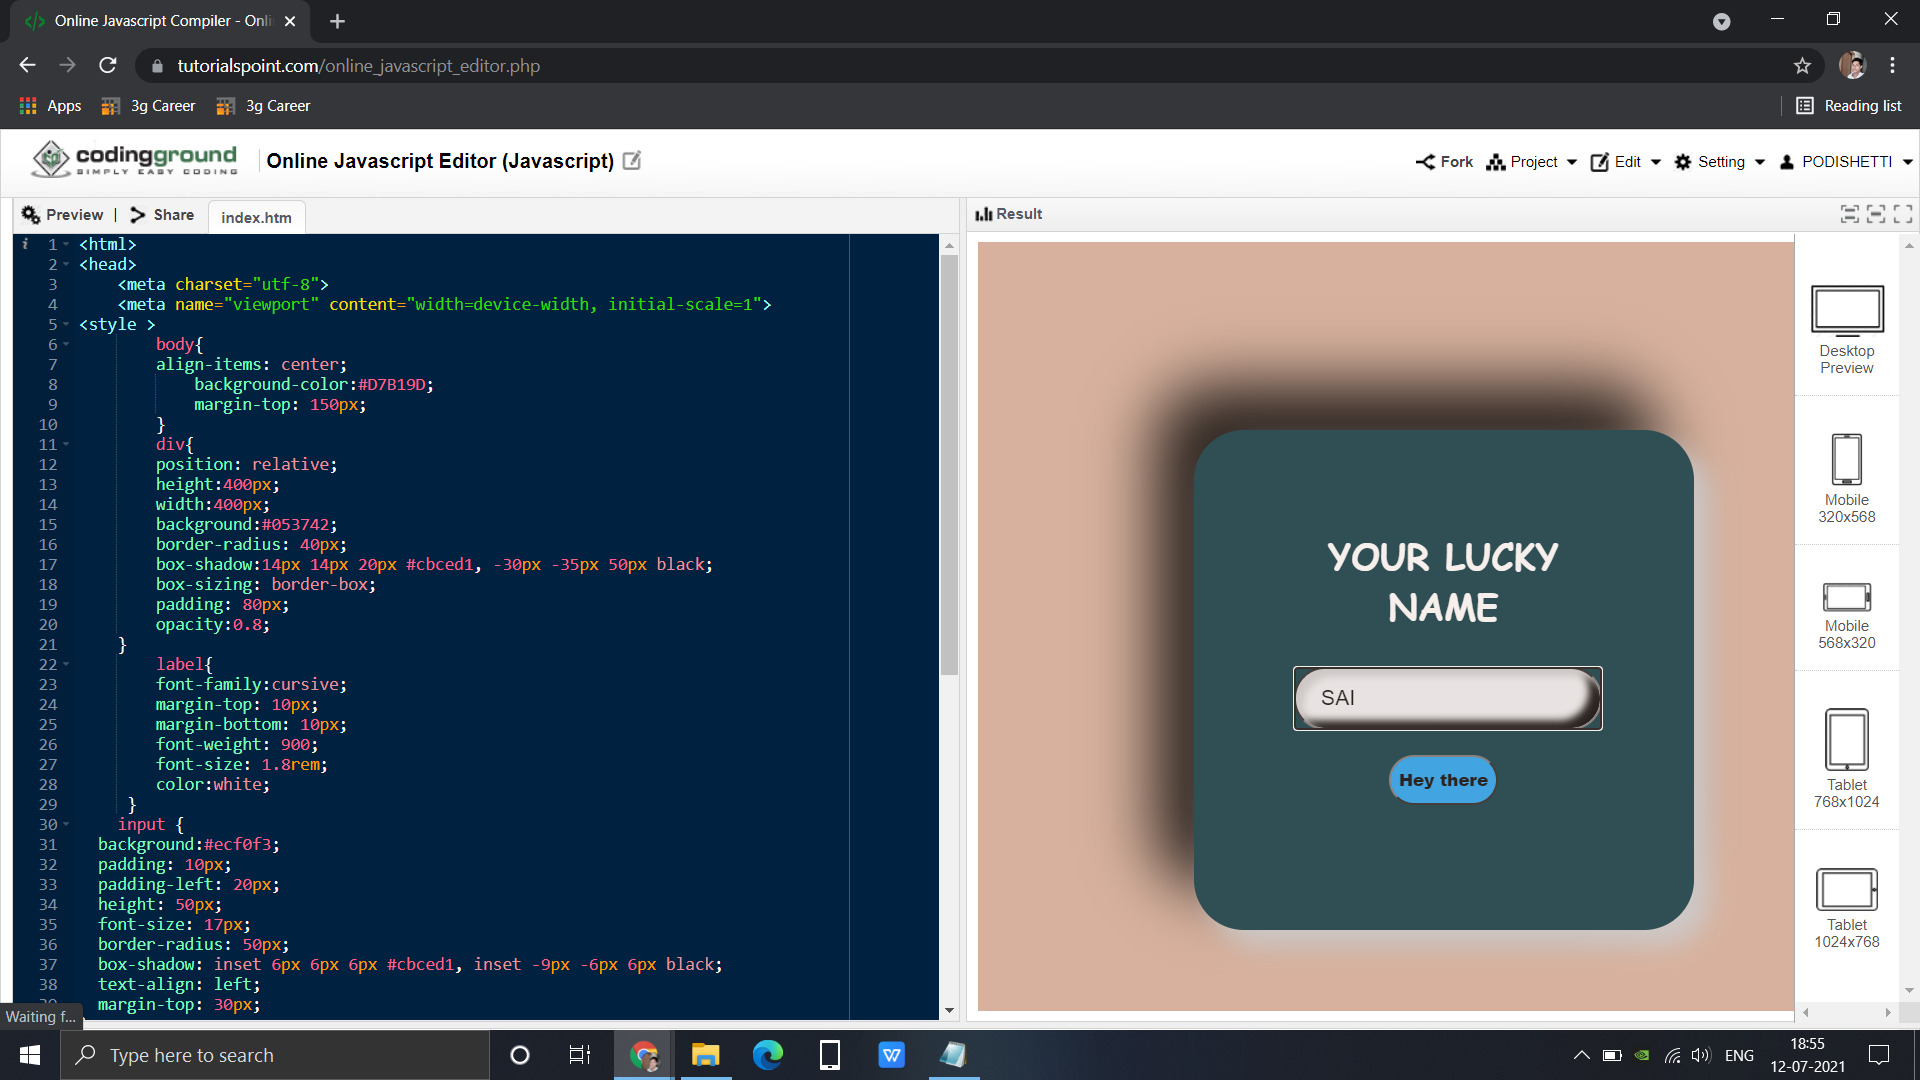 Online Javascript Compiler - Onli
tutorialspoint.com/online_javascript_editor.php
Apps
3g Career
3g Career
Reading list
codingground
SIMPLY EASY CODING
Online Javascript Editor (Javascript)
Fork
Project
Edit
Setting
PODISHETTI
Preview |
Share
index.htm
Result
i
1 <html>
2 <head>
3 <meta charset="utf-8">
4 <meta name="viewport" content="width=device-width, initial-scale=1">
5 <style >
6 body{
7 align-items: center;
8 background-color:#D7B19D;
9 margin-top: 150px;
10 }
11 div{
12 position: relative;
13 height:400px;
14 width:400px;
15 background:#053742;
16 border-radius: 40px;
17 box-shadow:14px 14px 20px #cbced1, -30px -35px 50px black;
18 box-sizing: border-box;
19 padding: 80px;
20 opacity:0.8;
21 }
22 label{
23 font-family:cursive;
24 margin-top: 10px;
25 margin-bottom: 10px;
26 font-weight: 900;
27 font-size: 1.8rem;
28 color:white;
29 }
30 input {
31 background:#ecf0f3;
32 padding: 10px;
33 padding-left: 20px;
34 height: 50px;
35 font-size: 17px;
36 border-radius: 50px;
37 box-shadow: inset 6px 6px 6px #cbced1, inset -9px -6px 6px black;
38 text-align: left;
margin-top: 30px;
YOUR LUCKY
NAME
SAI
Hey there
Desktop
Preview
Mobile
320x568
Mobile
568x320
Tablet
768x1024
Tablet
1024x768
Waiting f...
Type here to search
W
ENG
18:55
12-07-2021